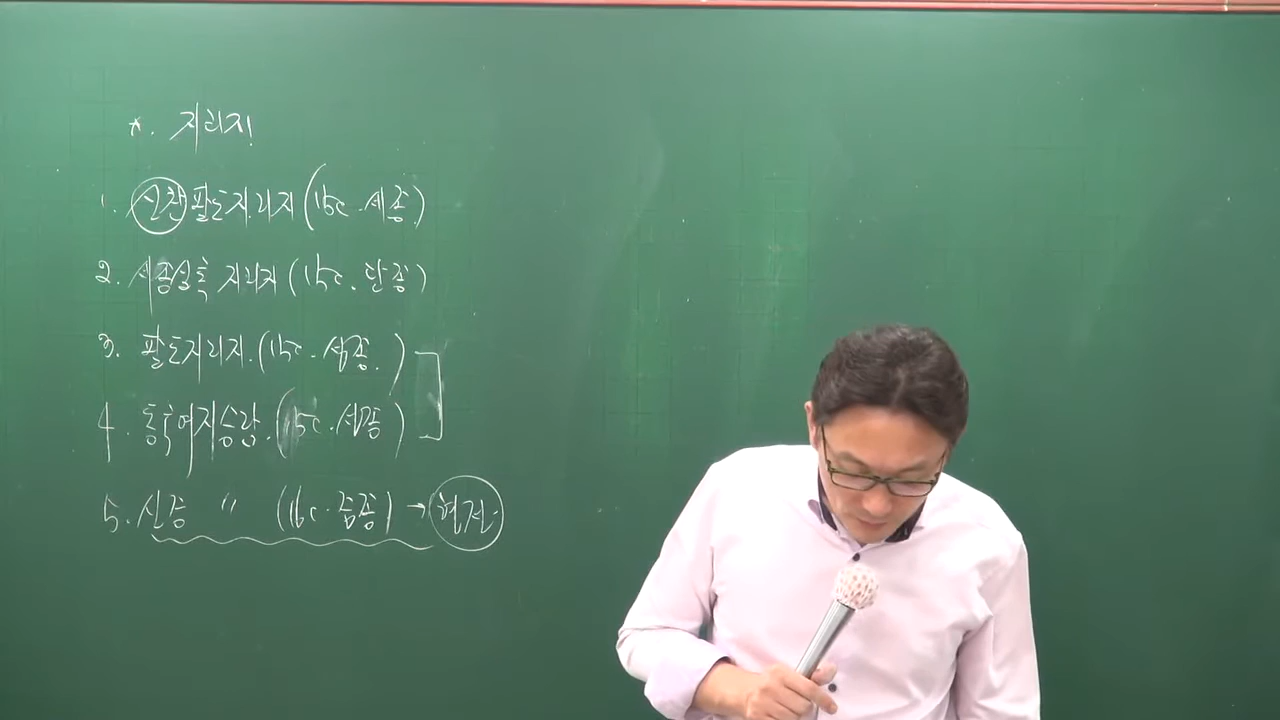 *. 지리지
1. 신찬팔도지리지 (15c. 세종)
2. 세종실록 지리지 (15c. 단종)
3. 팔도지리지. (15c. 성종.)
4. 동국여지승람. (15c. 성종)
5. 신증 〃 (16c. 중종) → 현전